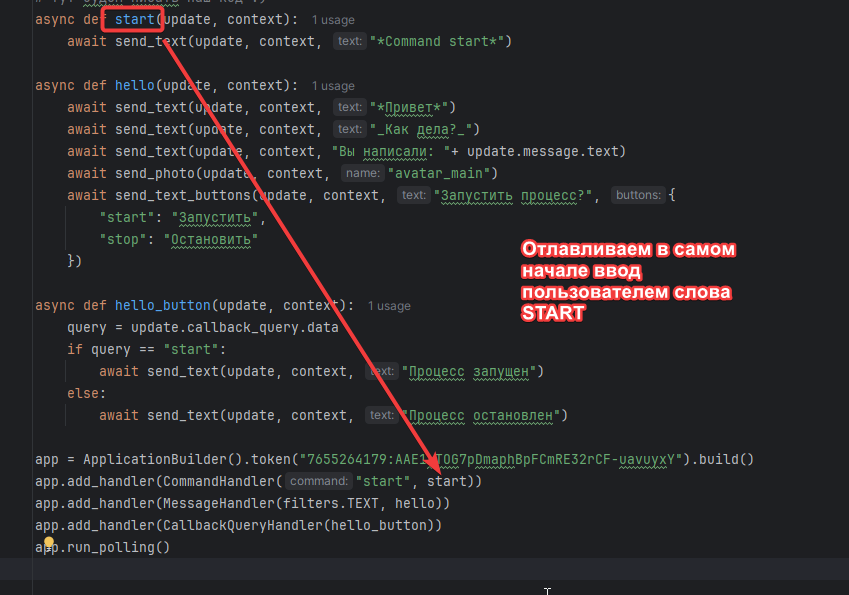 async def start(update, context): 1 usage
await send_text(update, context, text: "*Command start*")
async def hello(update, context): 1 usage
await send_text(update, context, text: "*Привет*")
await send_text(update, context, text: "_Как дела?_")
await send_text(update, context, "Вы написали: "+ update.message.text)
await send_photo(update, context, name: "avatar_main")
await send_text_buttons(update, context, text: "Запустить процесс?", buttons: {
"start": "Запустить",
"stop": "Остановить"
})
Отлавливаем в самом
начале ввод
пользователем слова
START
async def hello_button(update, context): 1 usage
query = update.callback_query.data
if query == "start":
await send_text(update, context, text: "Процесс запущен")
else:
await send_text(update, context, text: "Процесс остановлен")
app = ApplicationBuilder().token(").build()
app.add_handler(CommandHandler( command: "start", start))
app.add_handler(MessageHandler(filters.TEXT, hello))
app.add_handler(CallbackQueryHandler(hello_button))
app.run_polling()